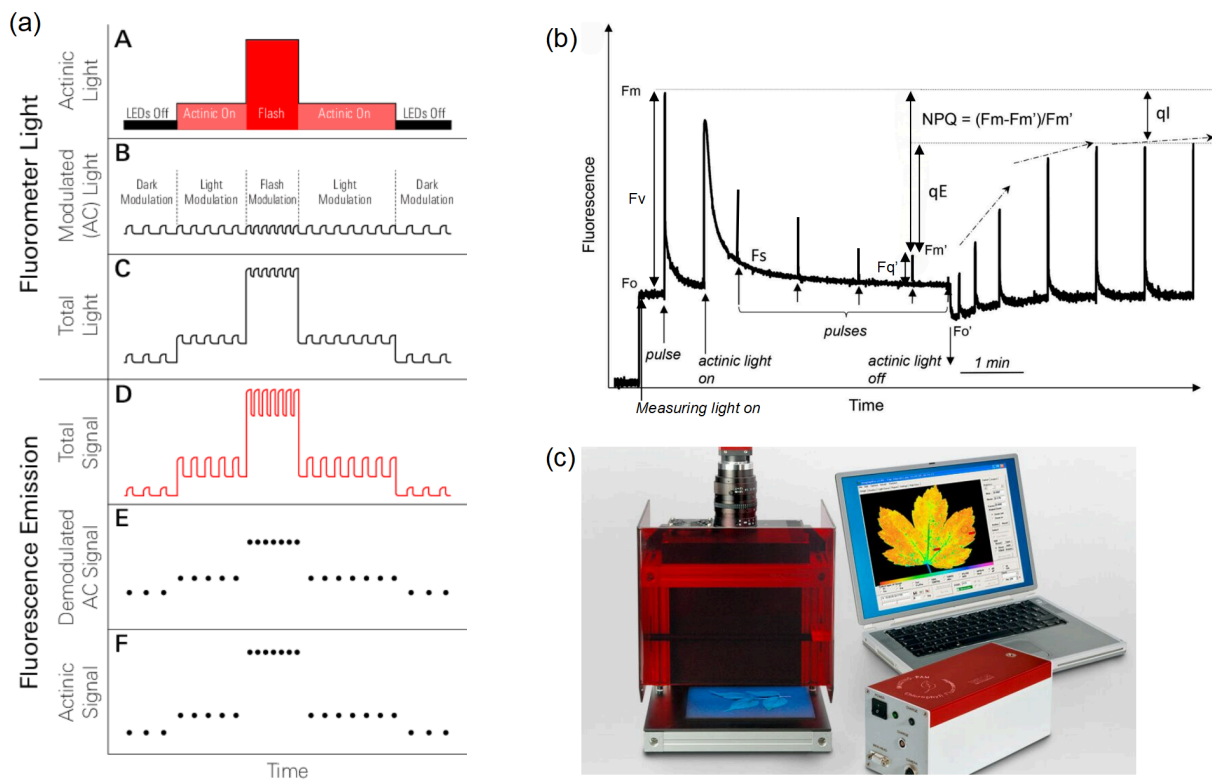 (a)
Fluorometer Light
Fluorescence Emission
Actinic
Light
A
LEDs Off
Actinic On
Flash
Actinic On
LEDs Off
Modulated
(AC) Light
B
Dark
Modulation
Light
Modulation
Flash
Modulation
Light
Modulation
Dark
Modulation
Total
Light
C
Total
Signal
D
Demodulated
AC Signal
E
Actinic
Signal
F
Time
(b)
Fluorescence
Fm
Fv
Fo
NPQ = (Fm-Fm’)/Fm’
qI
qE
Fm’
Fs
Fq’
pulses
Fo’
pulse
actinic light
on
actinic light
off
1 min
Measuring light on
Time
(c)